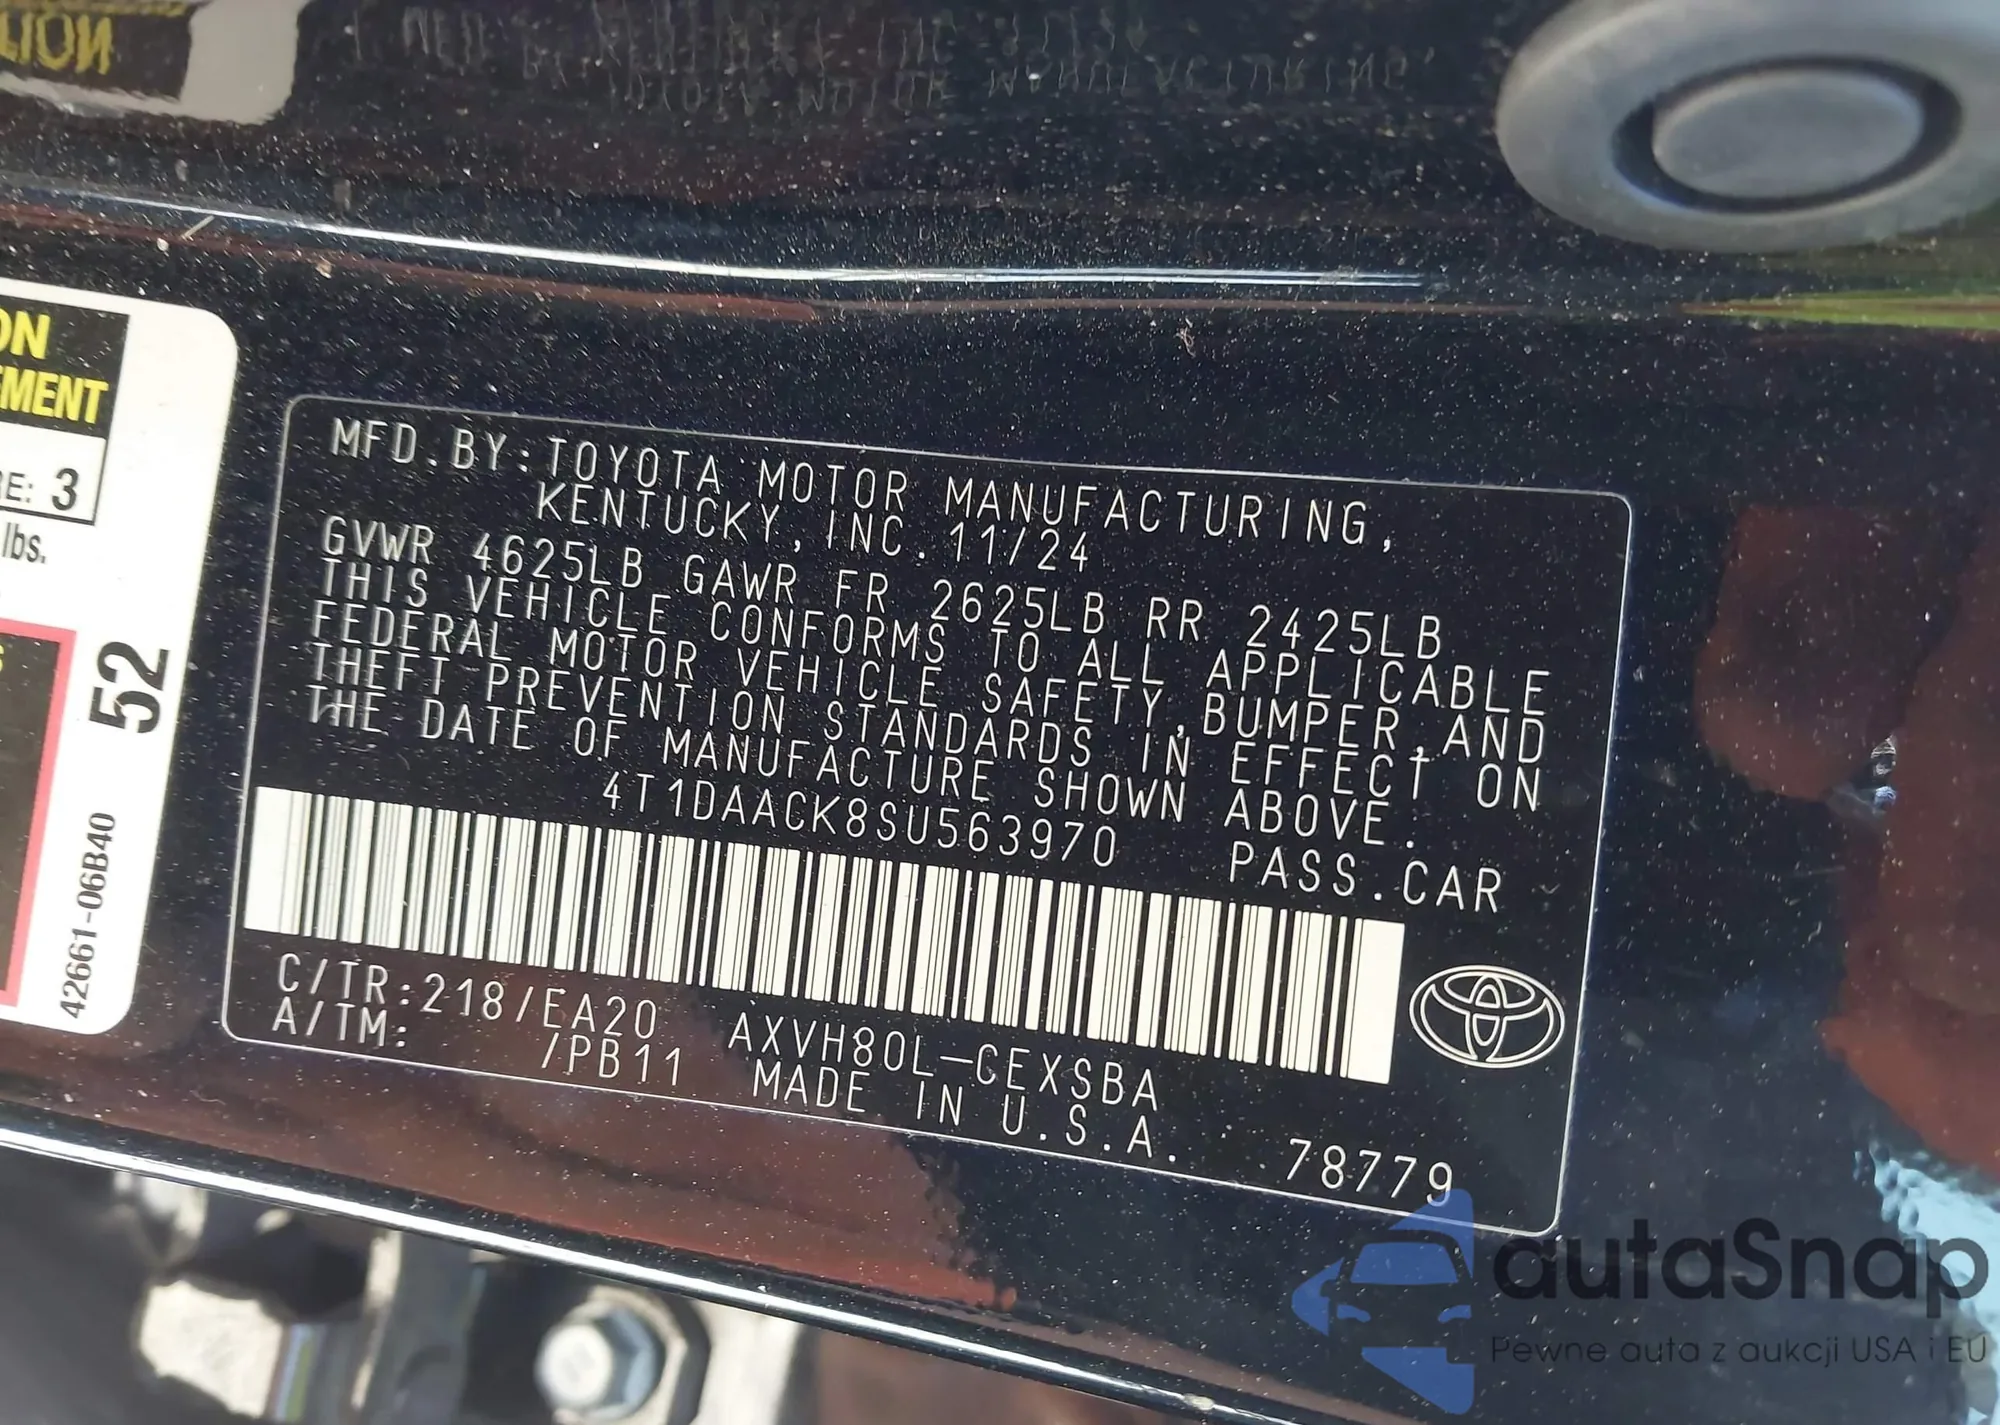 ON
EMENT
RE: 3
lbs.
52
42661-06B40
MFD.BY:TOYOTA MOTOR MANUFACTURING,
KENTUCKY,INC.11/24
GVWR 4625LB GAWR FR 2625LB RR 2425LB
THIS VEHICLE CONFORMS TO ALL APPLICABLE
FEDERAL MOTOR VEHICLE SAFETY,BUMPER,AND
THEFT PREVENTION STANDARDS IN EFFECT ON
THE DATE OF MANUFACTURE SHOWN ABOVE.
4T1DAACK8SU563970 PASS.CAR
C/TR:218/EA20 AXVH80L-CEXSBA
A/TM: /PB11 MADE IN U.S.A. 78779
autaSnap
Pewne auta z aukcji USA i EU